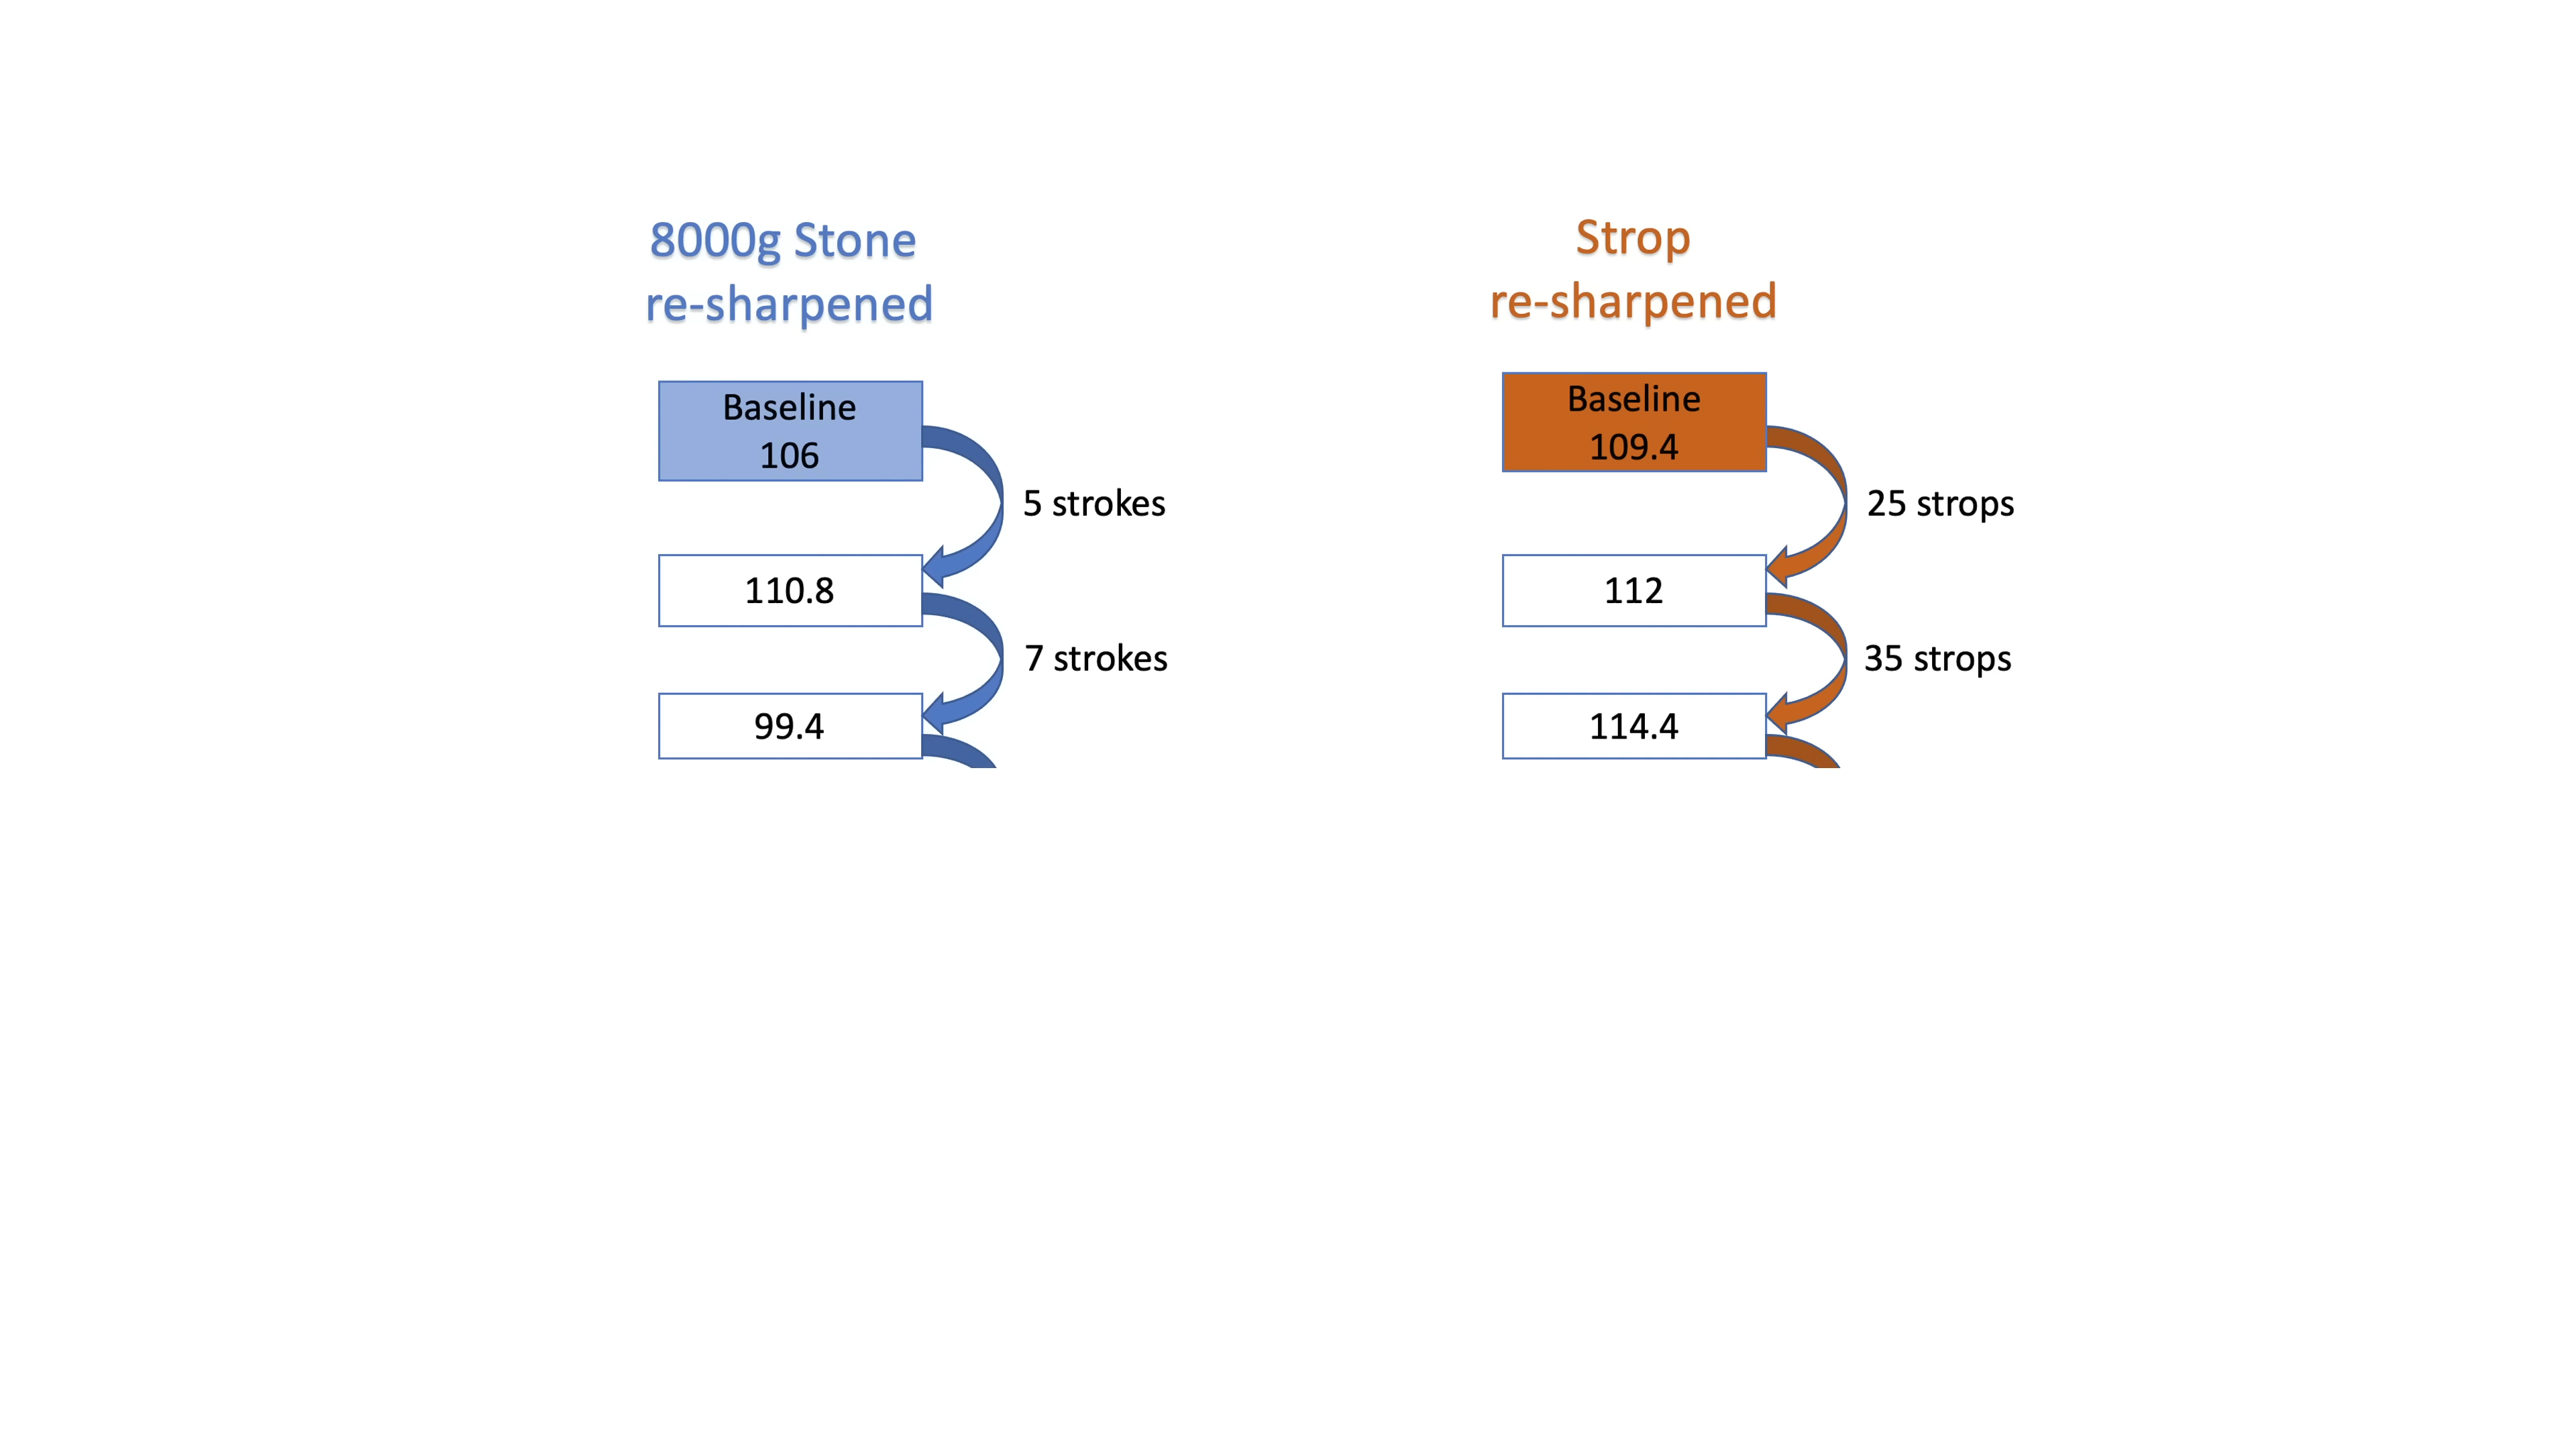 8000g Stone
re-sharpened
Baseline
106
5 strokes
110.8
7 strokes
99.4
Strop
re-sharpened
Baseline
109.4
25 strops
112
35 strops
114.4